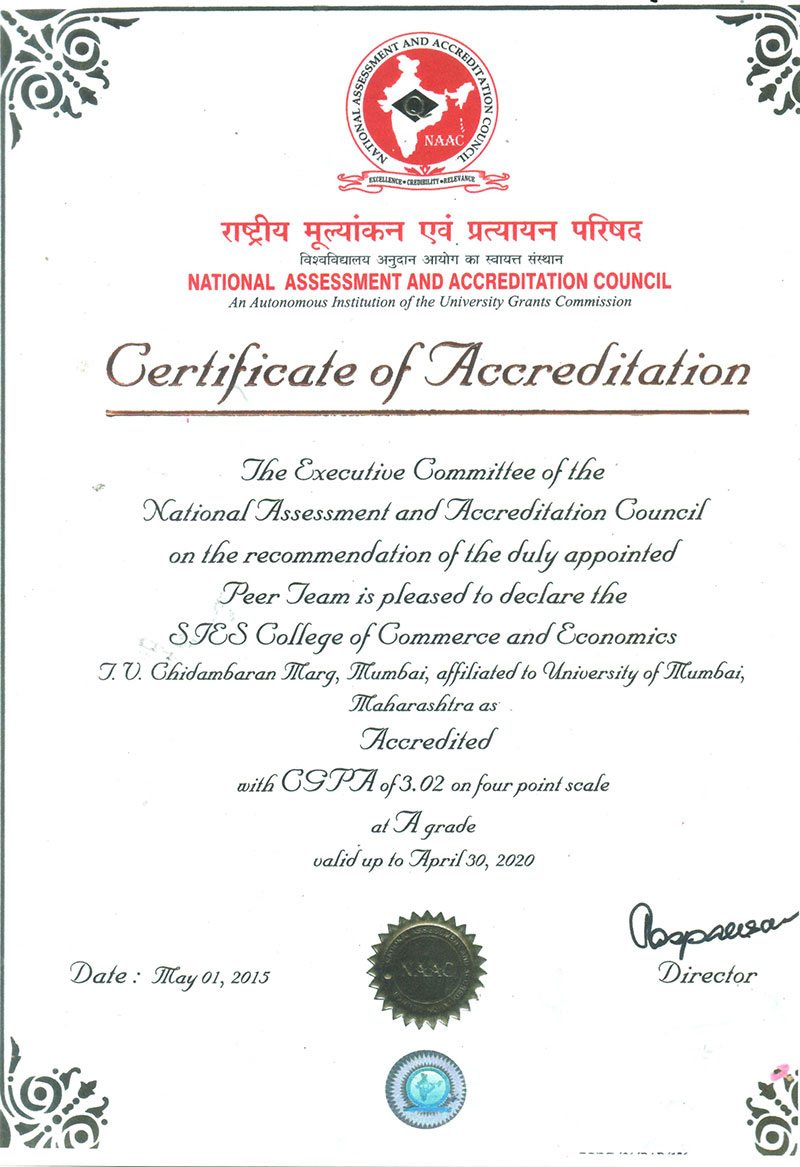 NATIONAL ASSESSMENT AND ACCREDITATION COUNCIL
Q
NAAC
EXCELLENCE • CREDIBILITY • RELEVANCE
राष्ट्रीय मूल्यांकन एवं प्रत्यायन परिषद
विश्वविद्यालय अनुदान आयोग का स्वायत्त संस्थान
NATIONAL ASSESSMENT AND ACCREDITATION COUNCIL
An Autonomous Institution of the University Grants Commission
Certificate of Accreditation
The Executive Committee of the
National Assessment and Accreditation Council
on the recommendation of the duly appointed
Peer Team is pleased to declare the
SIES College of Commerce and Economics
T. V. Chidambaran Marg, Mumbai, affiliated to University of Mumbai,
Maharashtra as
Accredited
with CGPA of 3.02 on four point scale
at A grade
valid up to April 30, 2020
Date : May 01, 2015
NAAC
Director